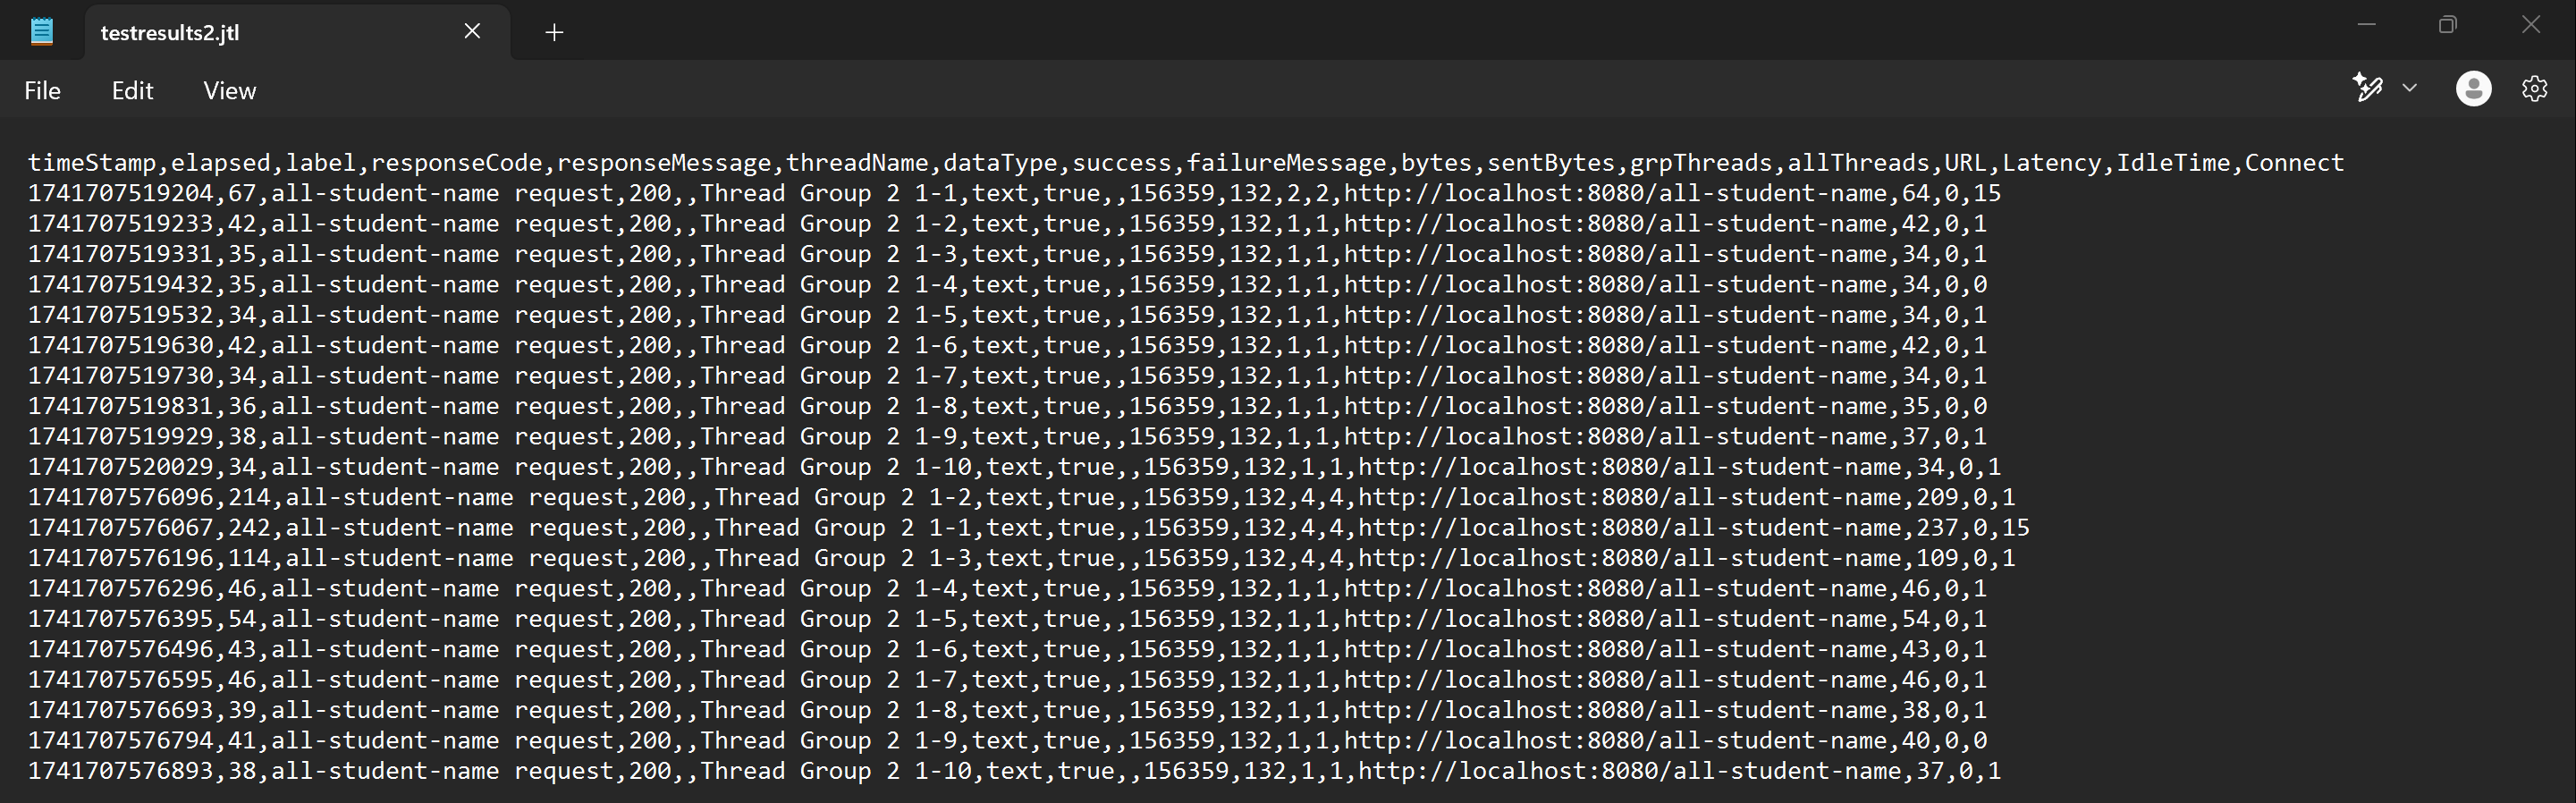 testresults2.jtl
File Edit View
timeStamp,elapsed,label,responseCode,responseMessage,threadName,dataType,success,failureMessage,bytes,sentBytes,grpThreads,allThreads,URL,Latency,IdleTime,Connect
1741707519204,67,all-student-name request,200,,Thread Group 2 1-1,text,true,,156359,132,2,2,http://localhost:8080/all-student-name,64,0,15
1741707519233,42,all-student-name request,200,,Thread Group 2 1-2,text,true,,156359,132,1,1,http://localhost:8080/all-student-name,42,0,1
1741707519331,35,all-student-name request,200,,Thread Group 2 1-3,text,true,,156359,132,1,1,http://localhost:8080/all-student-name,34,0,1
1741707519432,35,all-student-name request,200,,Thread Group 2 1-4,text,true,,156359,132,1,1,http://localhost:8080/all-student-name,34,0,0
1741707519532,34,all-student-name request,200,,Thread Group 2 1-5,text,true,,156359,132,1,1,http://localhost:8080/all-student-name,34,0,1
1741707519630,42,all-student-name request,200,,Thread Group 2 1-6,text,true,,156359,132,1,1,http://localhost:8080/all-student-name,42,0,1
1741707519730,34,all-student-name request,200,,Thread Group 2 1-7,text,true,,156359,132,1,1,http://localhost:8080/all-student-name,34,0,1
1741707519831,36,all-student-name request,200,,Thread Group 2 1-8,text,true,,156359,132,1,1,http://localhost:8080/all-student-name,35,0,0
1741707519929,38,all-student-name request,200,,Thread Group 2 1-9,text,true,,156359,132,1,1,http://localhost:8080/all-student-name,37,0,1
1741707520029,34,all-student-name request,200,,Thread Group 2 1-10,text,true,,156359,132,1,1,http://localhost:8080/all-student-name,34,0,1
1741707576096,214,all-student-name request,200,,Thread Group 2 1-2,text,true,,156359,132,4,4,http://localhost:8080/all-student-name,209,0,1
1741707576067,242,all-student-name request,200,,Thread Group 2 1-1,text,true,,156359,132,4,4,http://localhost:8080/all-student-name,237,0,15
1741707576196,114,all-student-name request,200,,Thread Group 2 1-3,text,true,,156359,132,4,4,http://localhost:8080/all-student-name,109,0,1
1741707576296,46,all-student-name request,200,,Thread Group 2 1-4,text,true,,156359,132,1,1,http://localhost:8080/all-student-name,46,0,1
1741707576395,54,all-student-name request,200,,Thread Group 2 1-5,text,true,,156359,132,1,1,http://localhost:8080/all-student-name,54,0,1
1741707576496,43,all-student-name request,200,,Thread Group 2 1-6,text,true,,156359,132,1,1,http://localhost:8080/all-student-name,43,0,1
1741707576595,46,all-student-name request,200,,Thread Group 2 1-7,text,true,,156359,132,1,1,http://localhost:8080/all-student-name,46,0,1
1741707576693,39,all-student-name request,200,,Thread Group 2 1-8,text,true,,156359,132,1,1,http://localhost:8080/all-student-name,38,0,1
1741707576794,41,all-student-name request,200,,Thread Group 2 1-9,text,true,,156359,132,1,1,http://localhost:8080/all-student-name,40,0,0
1741707576893,38,all-student-name request,200,,Thread Group 2 1-10,text,true,,156359,132,1,1,http://localhost:8080/all-student-name,37,0,1